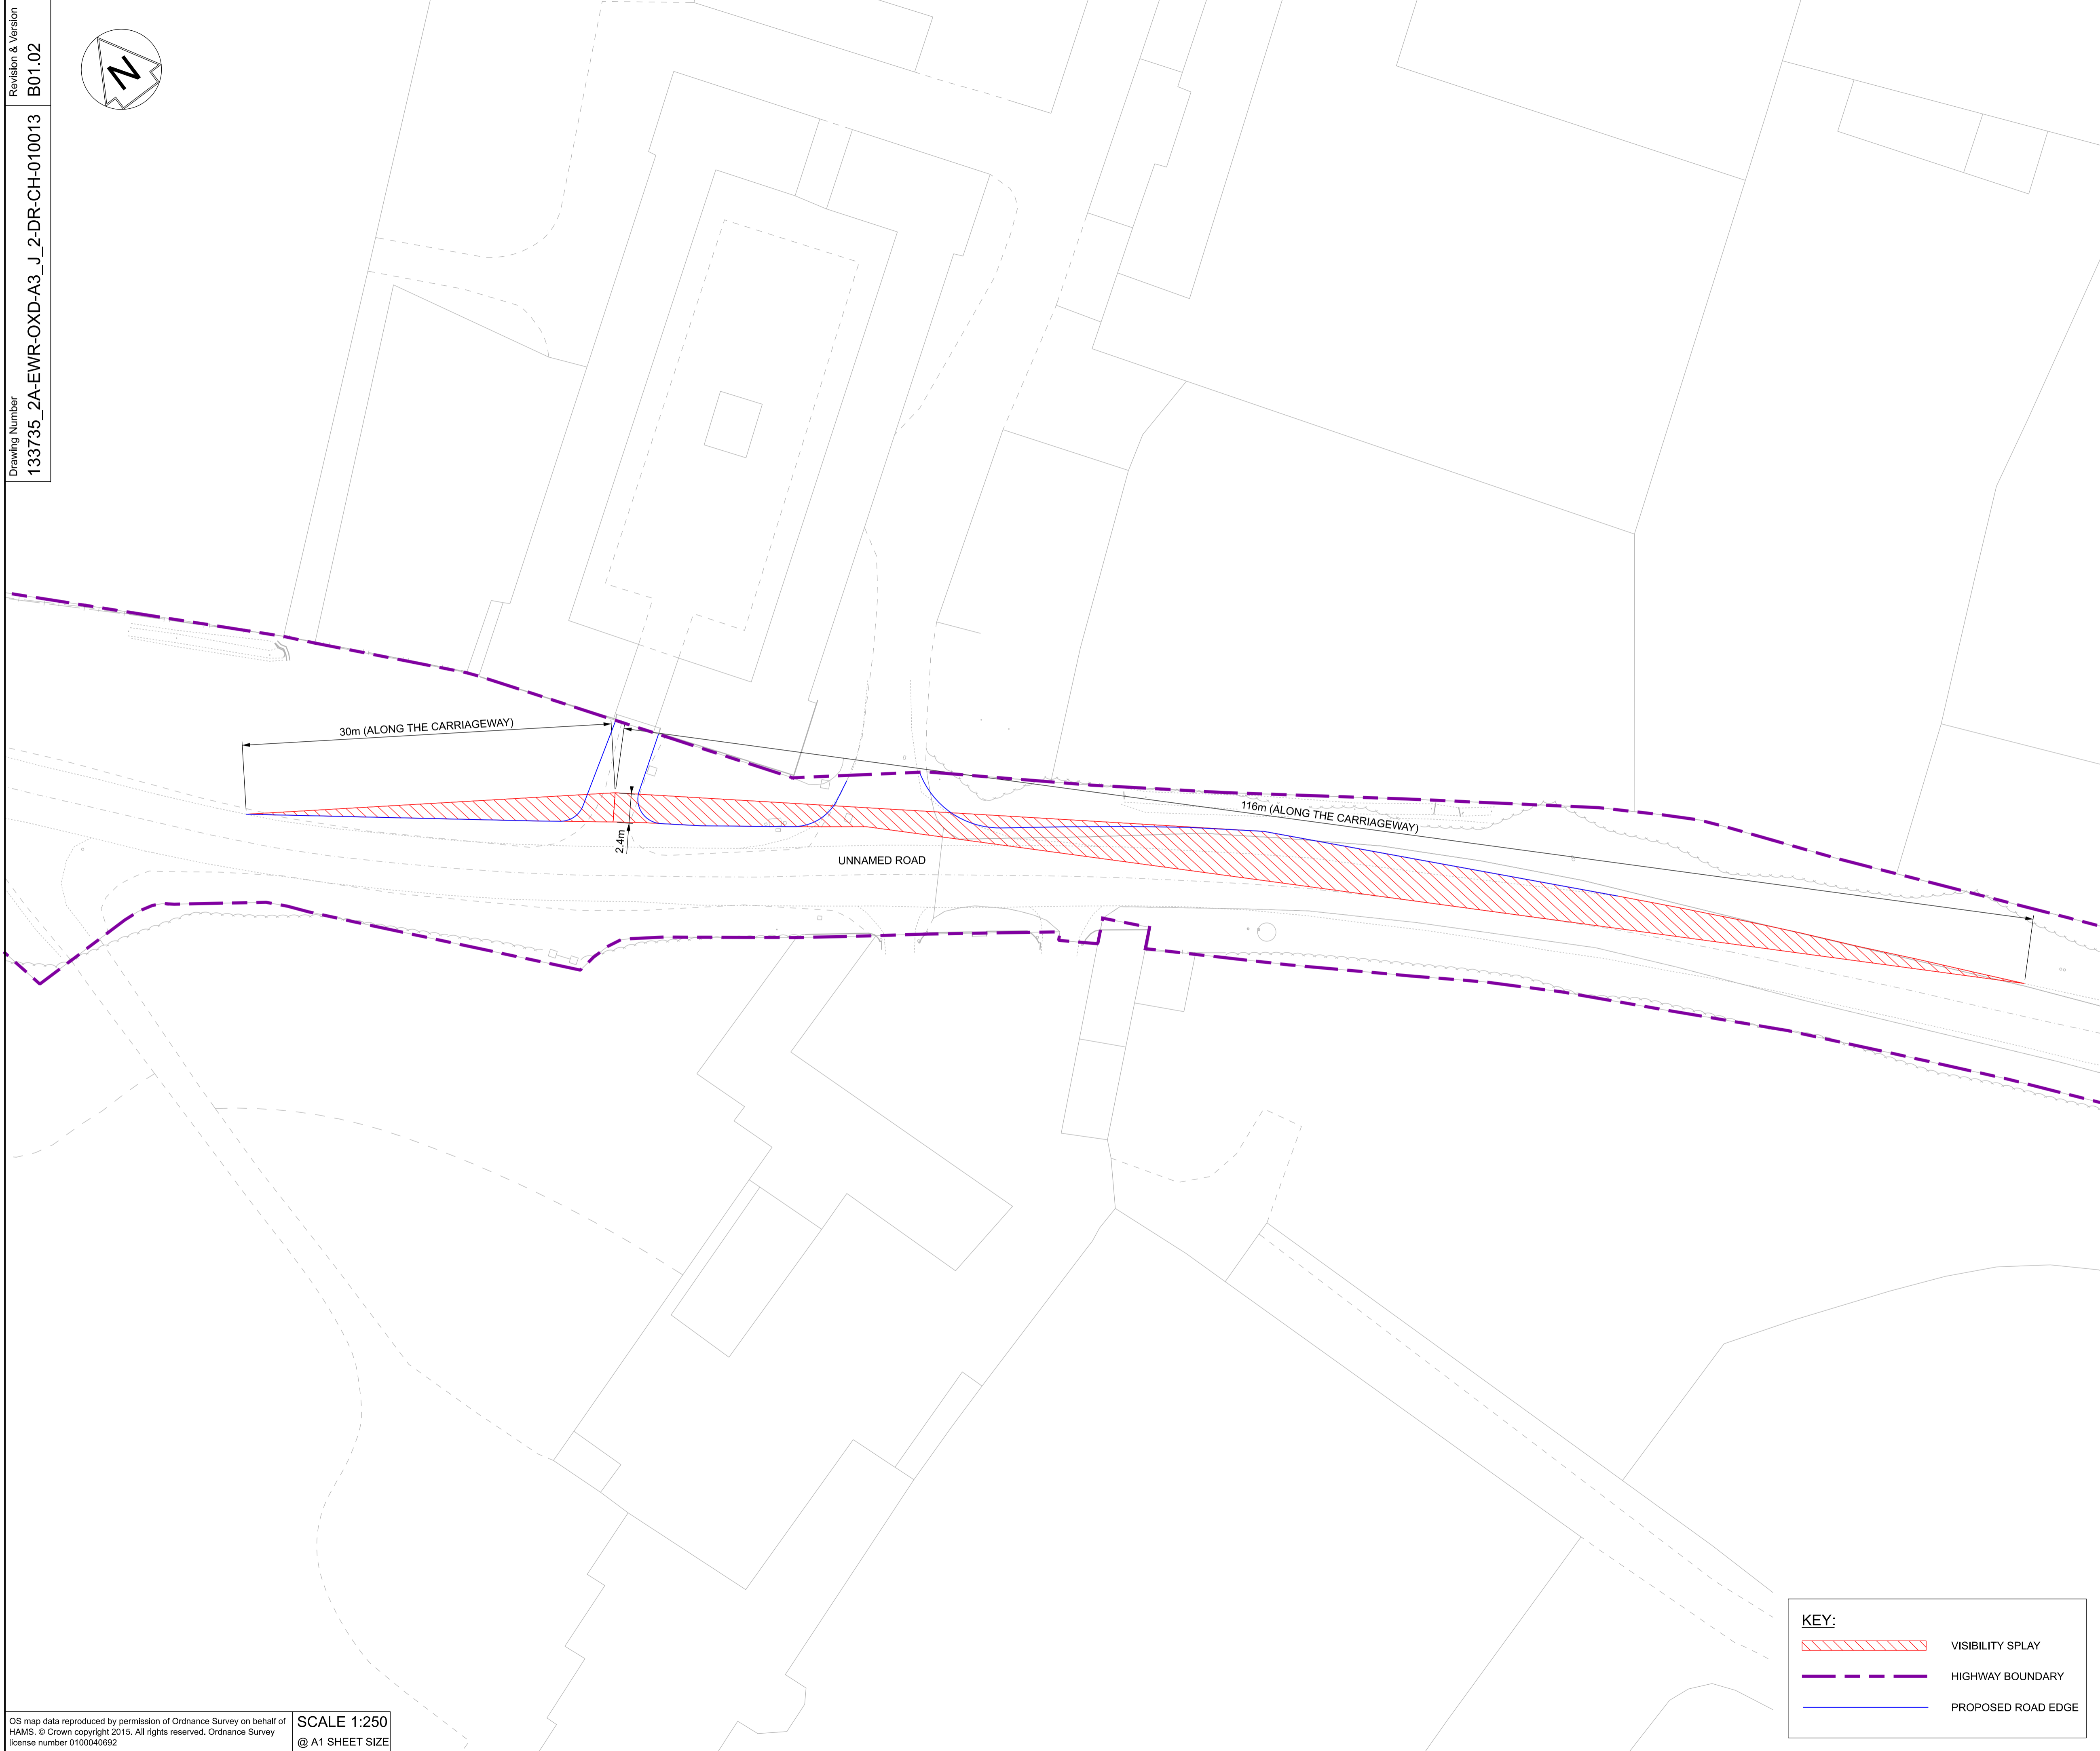 Revision & Version
B01.02
Drawing Number
133735_2A-EWR-OXD-A3_J_2-DR-CH-010013
N
30m (ALONG THE CARRIAGEWAY)
116m (ALONG THE CARRIAGEWAY)
2.4m
UNNAMED ROAD
KEY:
VISIBILITY SPLAY
HIGHWAY BOUNDARY
PROPOSED ROAD EDGE
OS map data reproduced by permission of Ordnance Survey on behalf of
HAMS. © Crown copyright 2015. All rights reserved. Ordnance Survey
license number 0100040692
SCALE 1:250
@ A1 SHEET SIZE